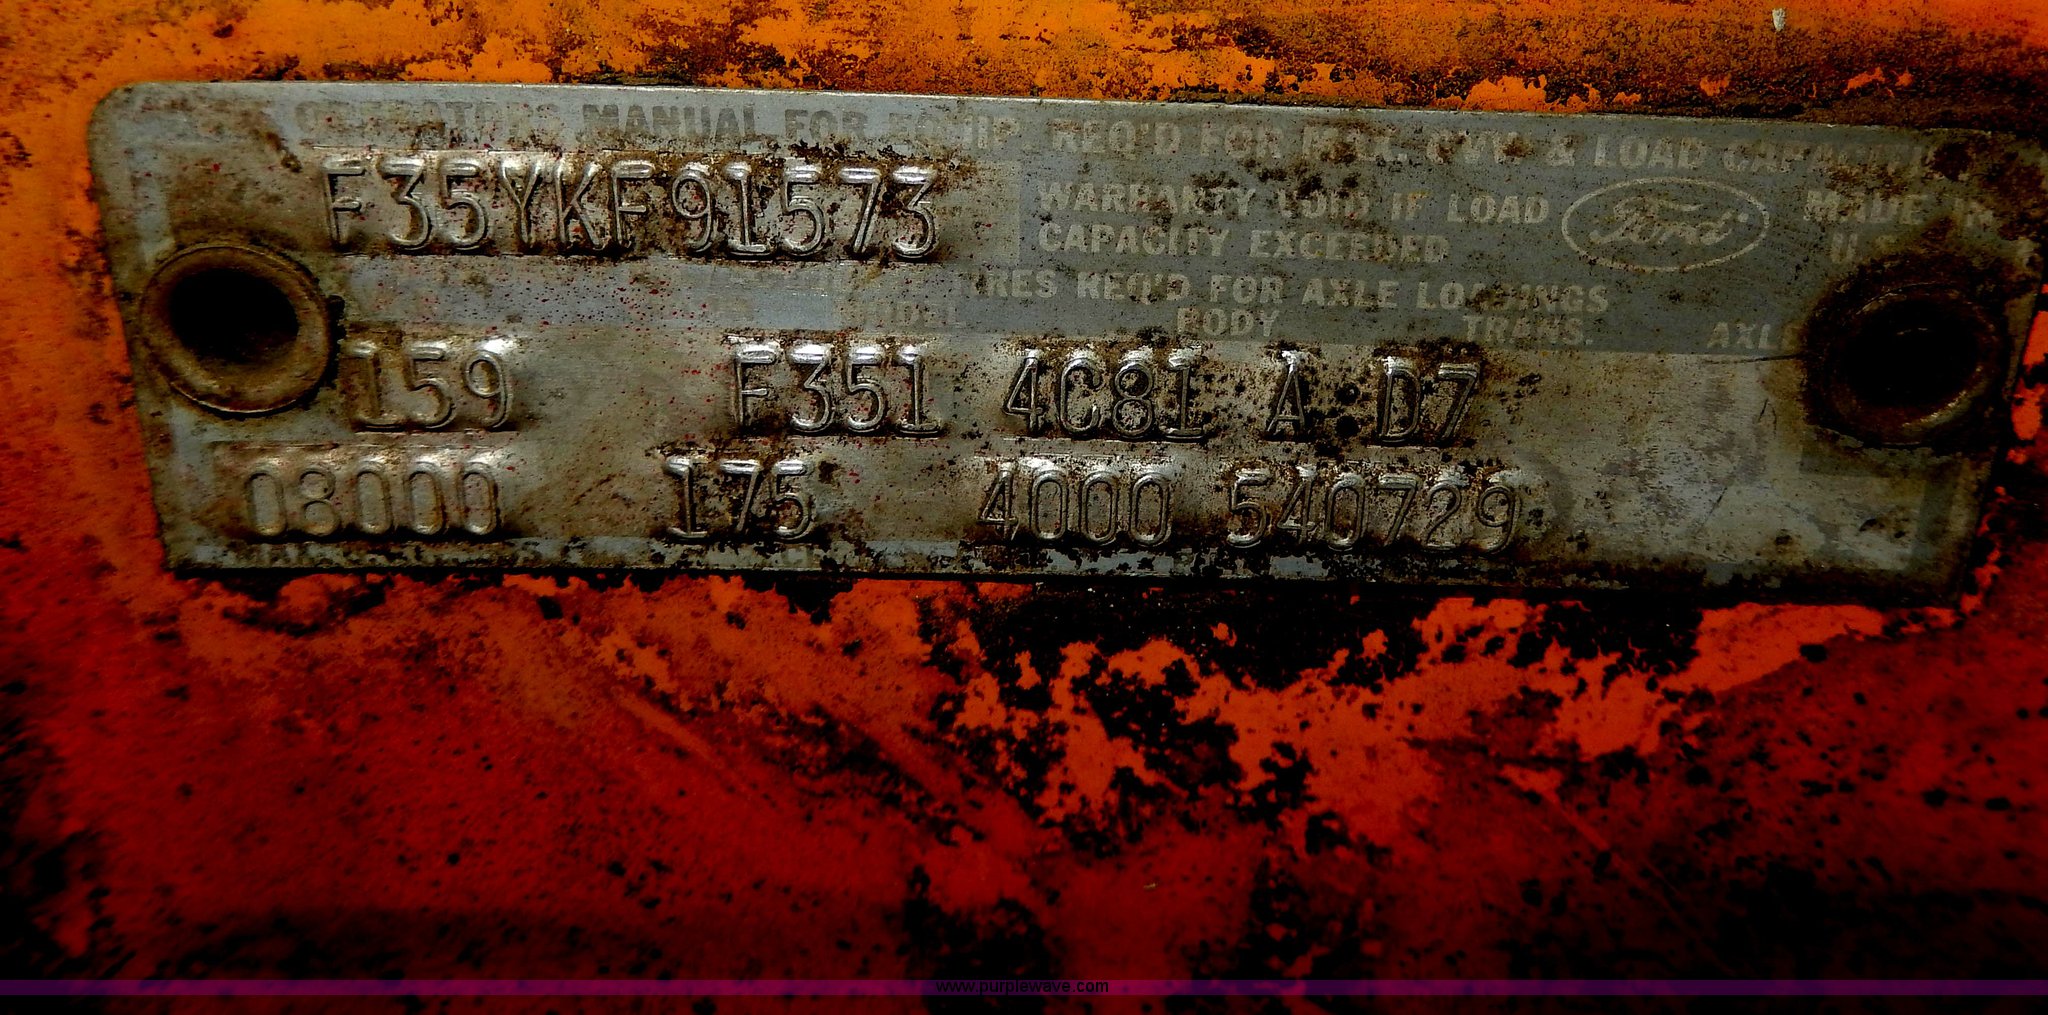 OPERATORS MANUAL FOR EQUIP. REQ'D FOR MAX. GVW & LOAD CAPACITIES
F35YKF91573
WARRANTY VOID IF LOAD
CAPACITY EXCEEDED
Ford
MADE IN
U.S.
TIRES REQ'D FOR AXLE LOADINGS
MODEL BODY TRANS. AXLE
159 F351 4C81 A D7
08000 175 4000 540729
www.purplewave.com